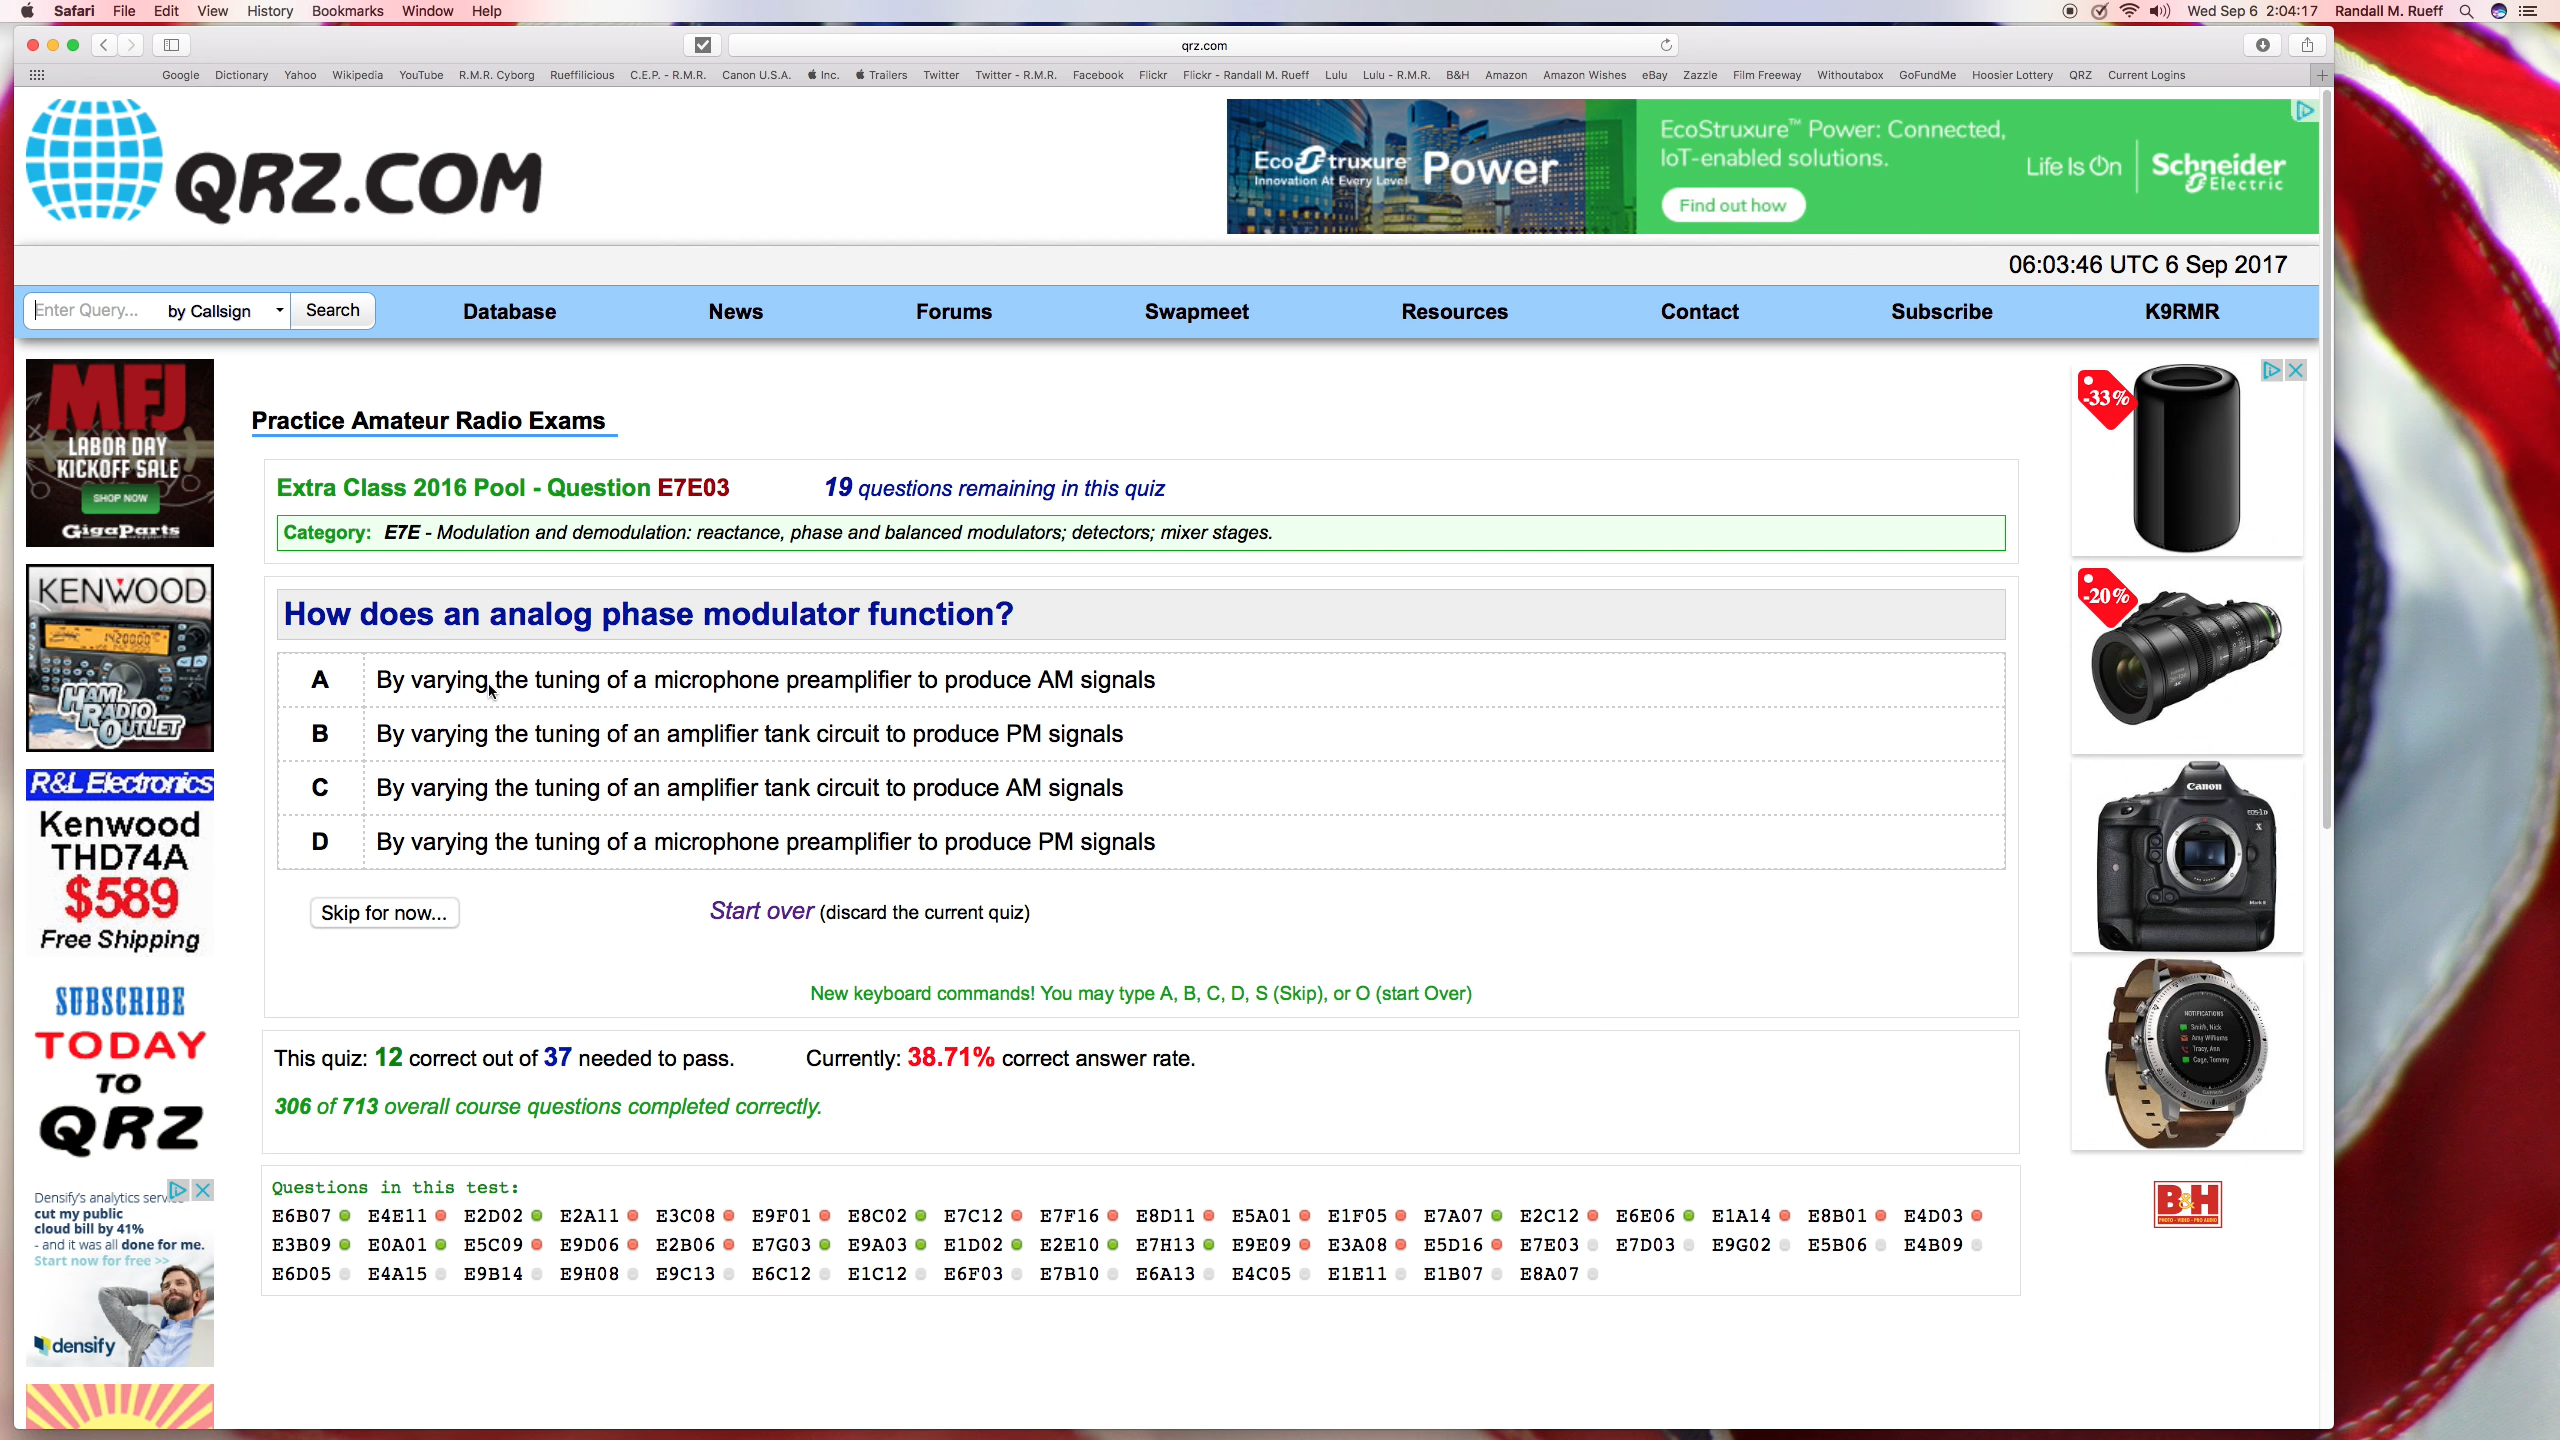 Safari File Edit View History Bookmarks Window Help
Wed Sep 6 2:04:17 Randall M. Rueff
qrz.com
Google Dictionary Yahoo Wikipedia YouTube R.M.R. Cyborg Rueffilicious C.E.P. - R.M.R. Canon U.S.A. Inc. Trailers Twitter Twitter - R.M.R. Facebook Flickr Flickr - Randall M. Rueff Lulu Lulu - R.M.R. B&H Amazon Amazon Wishes eBay Zazzle Film Freeway Withoutabox GoFundMe Hoosier Lottery QRZ Current Logins
QRZ.COM
EcoStruxure Power
Innovation At Every Level
EcoStruxure™ Power: Connected,
IoT-enabled solutions.
Find out how
Life Is On
Schneider
Electric
06:03:46 UTC 6 Sep 2017
Enter Query... by Callsign Search Database News Forums Swapmeet Resources Contact Subscribe K9RMR
MFJ
LABOR DAY
KICKOFF SALE
SHOP NOW
GigaParts
KENWOOD
HAM
RADIO
OUTLET
R&L Electronics
Kenwood
THD74A
$589
Free Shipping
SUBSCRIBE
TODAY
TO
QRZ
Densify's analytics serv
cut my public
cloud bill by 41%
- and it was all done for me.
Start now for free >>
densify
Practice Amateur Radio Exams
Extra Class 2016 Pool - Question E7E03 19 questions remaining in this quiz
Category: E7E - Modulation and demodulation: reactance, phase and balanced modulators; detectors; mixer stages.
How does an analog phase modulator function?
A By varying the tuning of a microphone preamplifier to produce AM signals
B By varying the tuning of an amplifier tank circuit to produce PM signals
C By varying the tuning of an amplifier tank circuit to produce AM signals
D By varying the tuning of a microphone preamplifier to produce PM signals
Skip for now... Start over (discard the current quiz)
New keyboard commands! You may type A, B, C, D, S (Skip), or O (start Over)
This quiz: 12 correct out of 37 needed to pass. Currently: 38.71% correct answer rate.
306 of 713 overall course questions completed correctly.
Questions in this test:
E6B07 E4E11 E2D02 E2A11 E3C08 E9F01 E8C02 E7C12 E7F16 E8D11 E5A01 E1F05 E7A07 E2C12 E6E06 E1A14 E8B01 E4D03
E3B09 E0A01 E5C09 E9D06 E2B06 E7G03 E9A03 E1D02 E2E10 E7H13 E9E09 E3A08 E5D16 E7E03 E7D03 E9G02 E5B06 E4B09
E6D05 E4A15 E9B14 E9H08 E9C13 E6C12 E1C12 E6F03 E7B10 E6A13 E4C05 E1E11 E1B07 E8A07
-33%
-20%
Canon
NOTIFICATIONS
Smith, Nick
Amy Williams
Tracy, Ann
Cage, Tommy
B&H
PHOTO - VIDEO - PRO AUDIO